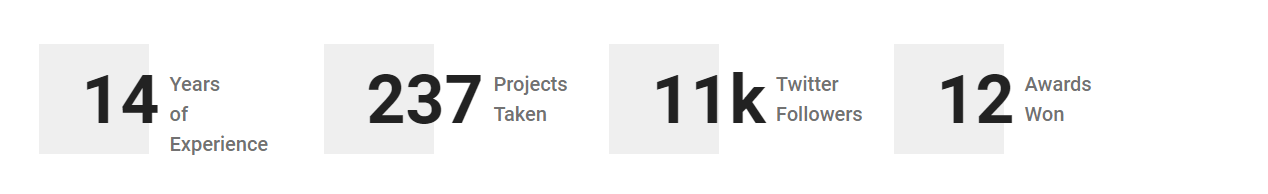 14 Years
of
Experience
237 Projects
Taken
11k Twitter
Followers
12 Awards
Won